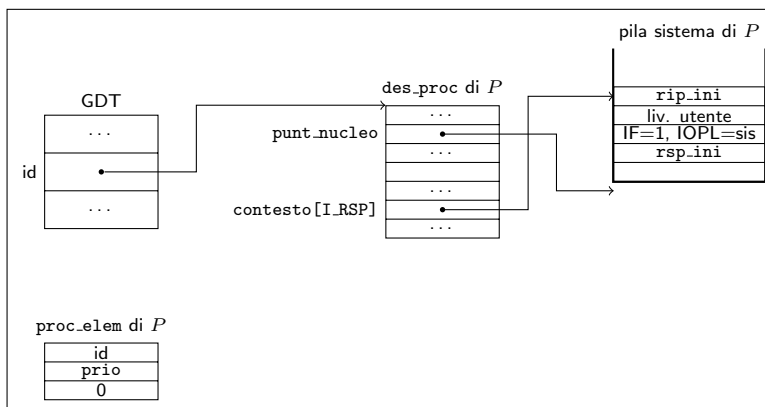 pila sistema di P
rip_ini
liv. utente
IF=1, IOPL=sis
rsp_ini
des_proc di P
...
punt_nucleo
...
...
contesto[I_RSP]
...
GDT
...
id
...
proc_elem di P
id
prio
0